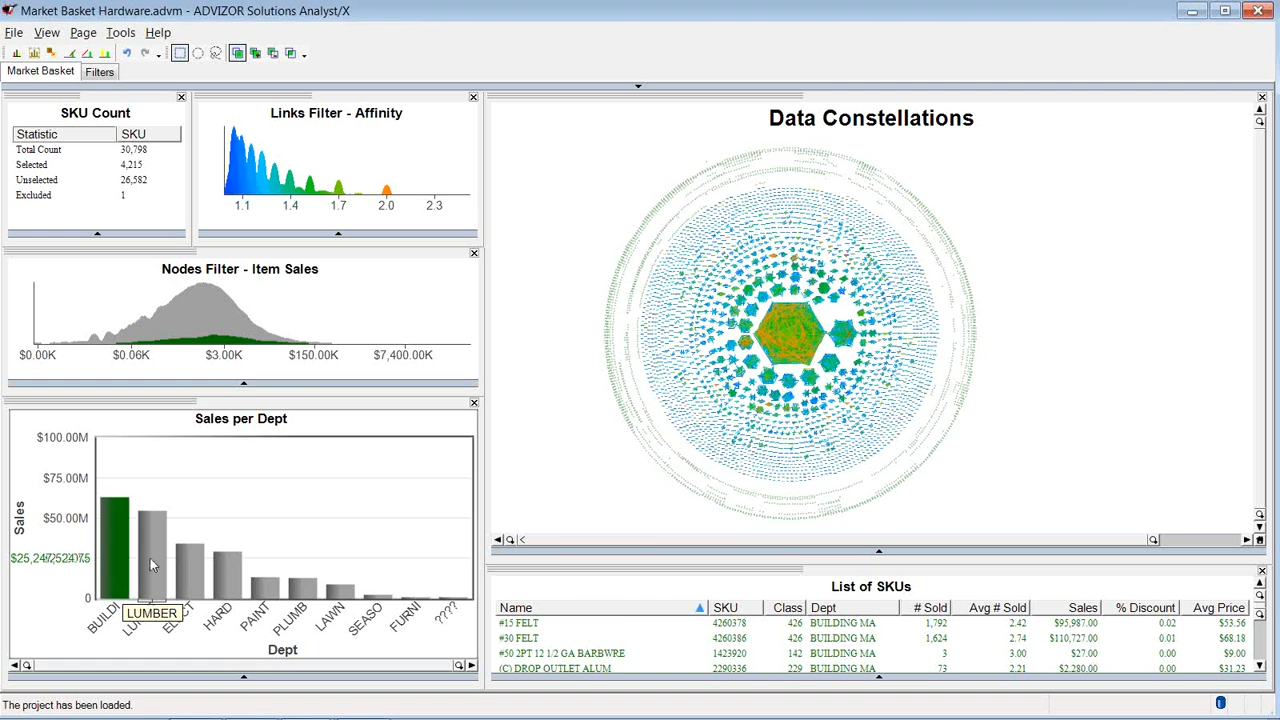 Market Basket Hardware.advm - ADVIZOR Solutions Analyst/X
File View Page Tools Help
Market Basket Filters
SKU Count
Statistic SKU
Total Count 30,798
Selected 4,215
Unselected 26,582
Excluded 1
Links Filter - Affinity
1.1 1.4 1.7 2.0 2.3
Nodes Filter - Item Sales
$0.00K $0.06K $3.00K $150.00K $7,400.00K
Sales per Dept
$100.00M
$75.00M
$50.00M
0
Sales
LUMBER
BUILDI ELECT HARD PAINT PLUMB LAWN SEASO FURNI ????
Dept
Data Constellations
List of SKUs
Name SKU Class Dept # Sold Avg # Sold Sales % Discount Avg Price
#15 FELT 4260378 426 BUILDING MA 1,792 2.42 $95,987.00 0.02 $53.56
#30 FELT 4260386 426 BUILDING MA 1,624 2.74 $110,727.00 0.01 $68.18
#50 2PT 12 1/2 GA BARBWRE 1423920 142 BUILDING MA 3 3.00 $27.00 0.00 $9.00
(C) DROP OUTLET ALUM 2290336 229 BUILDING MA 73 2.21 $2,280.00 0.00 $31.23
The project has been loaded.